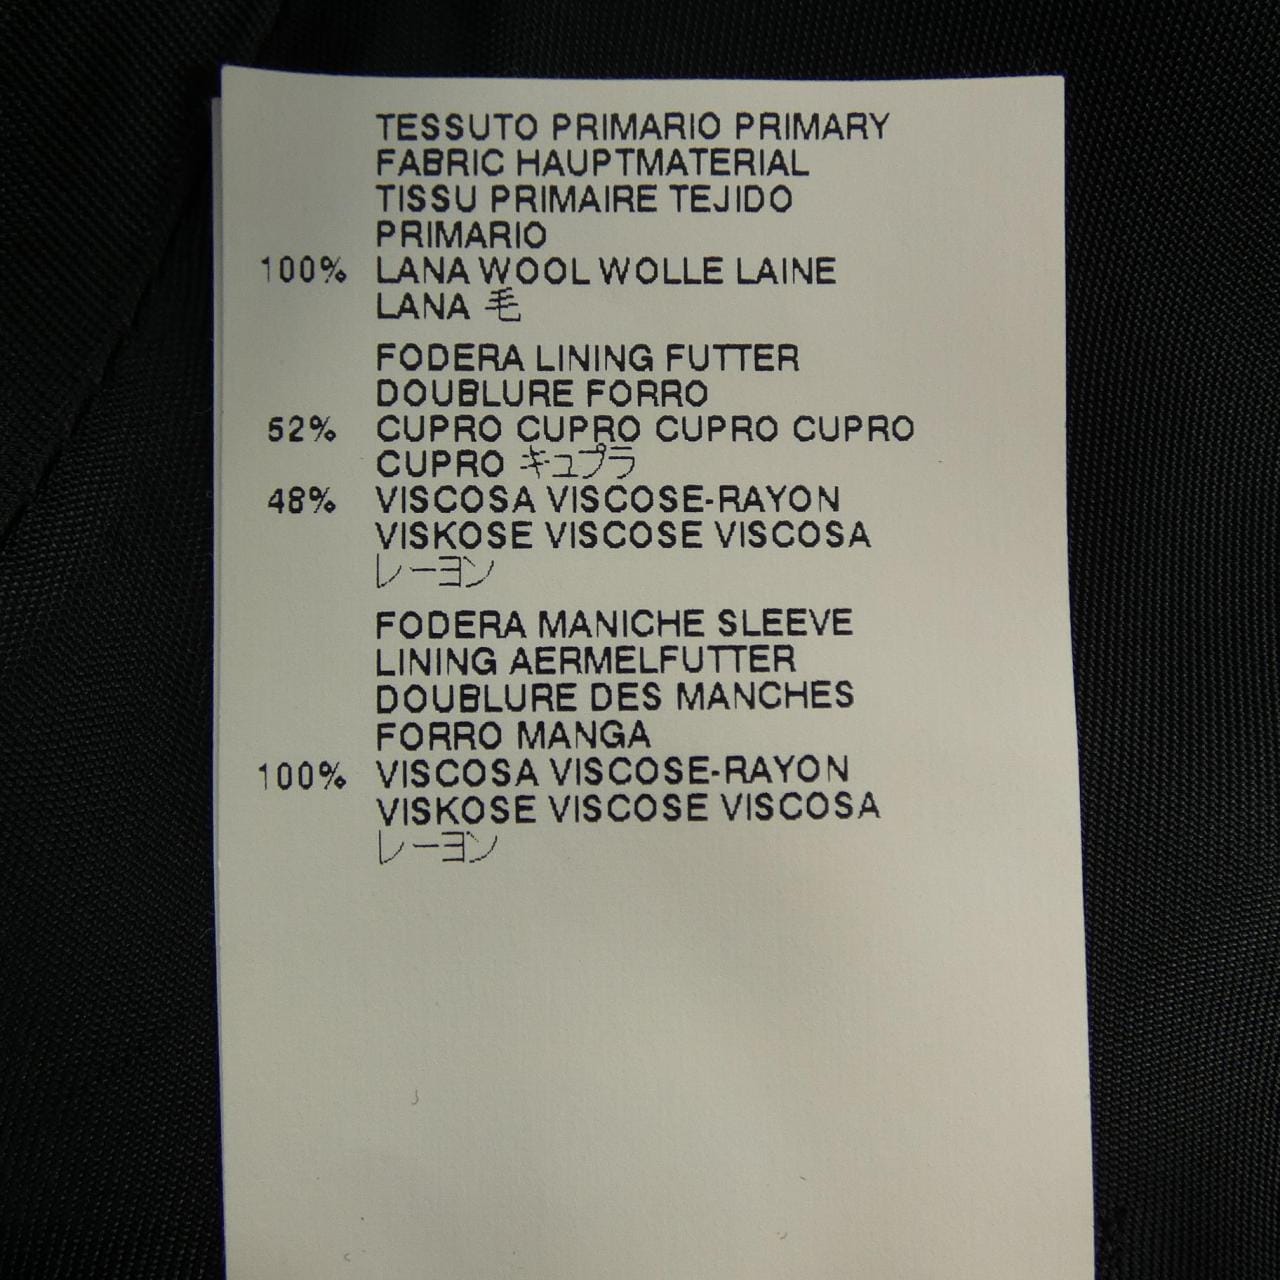 TESSUTO PRIMARIO PRIMARY
FABRIC HAUPTMATERIAL
TISSU PRIMAIRE TEJIDO
PRIMARIO
100% LANA WOOL WOLLE LAINE
LANA 毛
FODERA LINING FUTTER
DOUBLURE FORRO
52% CUPRO CUPRO CUPRO CUPRO
CUPRO キュプラ
48% VISCOSA VISCOSE-RAYON
VISKOSE VISCOSE VISCOSA
レーヨン
FODERA MANICHE SLEEVE
LINING AERMELFUTTER
DOUBLURE DES MANCHES
FORRO MANGA
100% VISCOSA VISCOSE-RAYON
VISKOSE VISCOSE VISCOSA
レーヨン